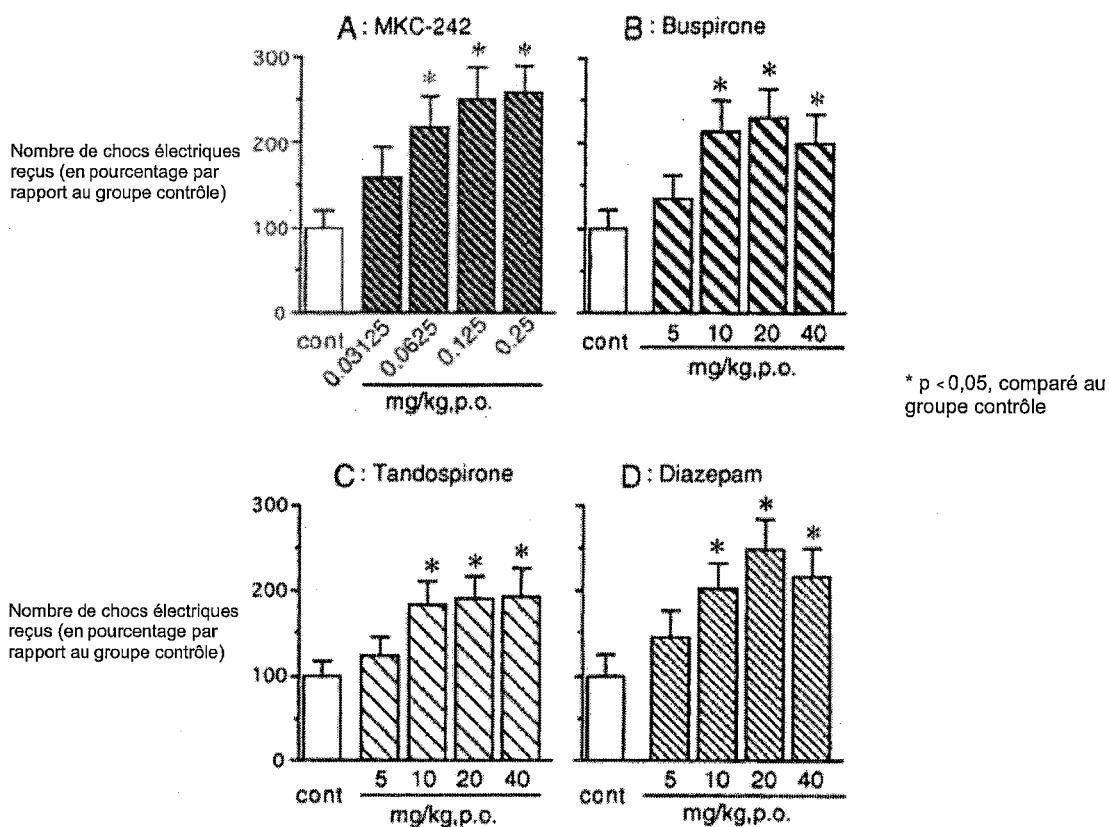 A : MKC-242
B : Buspirone
Nombre de chocs électriques
reçus (en pourcentage par
rapport au groupe contrôle)
300
200
100
0
* * *
* * *
cont
0.03125
0.0625
0.125
0.25
mg/kg,p.o.
cont
5 10 20 40
mg/kg,p.o.
* p <0,05, comparé au
groupe contrôle
C : Tandospirone
D : Diazepam
Nombre de chocs électriques
reçus (en pourcentage par
rapport au groupe contrôle)
300
200
100
0
* * *
* * *
cont
5 10 20 40
mg/kg,p.o.
cont
5 10 20 40
mg/kg,p.o.